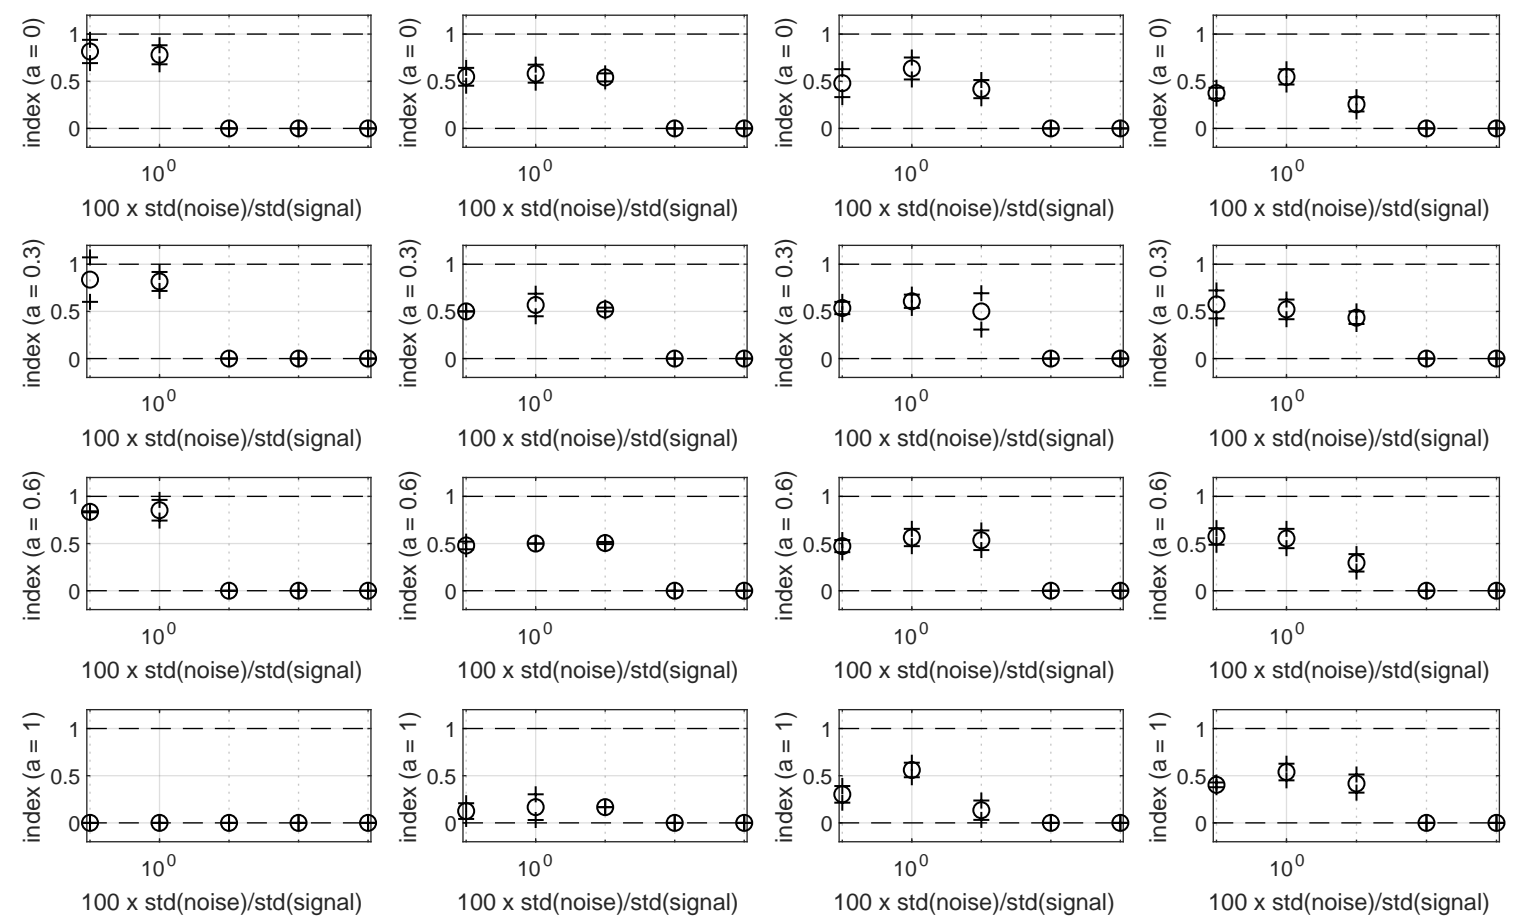 index (a = 0)
1
0.5
0
10^0
100 x std(noise)/std(signal)
index (a = 0)
1
0.5
0
10^0
100 x std(noise)/std(signal)
index (a = 0)
1
0.5
0
10^0
100 x std(noise)/std(signal)
index (a = 0)
1
0.5
0
10^0
100 x std(noise)/std(signal)
index (a = 0.3)
1
0.5
0
10^0
100 x std(noise)/std(signal)
index (a = 0.3)
1
0.5
0
10^0
100 x std(noise)/std(signal)
index (a = 0.3)
1
0.5
0
10^0
100 x std(noise)/std(signal)
index (a = 0.3)
1
0.5
0
10^0
100 x std(noise)/std(signal)
index (a = 0.6)
1
0.5
0
10^0
100 x std(noise)/std(signal)
index (a = 0.6)
1
0.5
0
10^0
100 x std(noise)/std(signal)
index (a = 0.6)
1
0.5
0
10^0
100 x std(noise)/std(signal)
index (a = 0.6)
1
0.5
0
10^0
100 x std(noise)/std(signal)
index (a = 1)
1
0.5
0
10^0
100 x std(noise)/std(signal)
index (a = 1)
1
0.5
0
10^0
100 x std(noise)/std(signal)
index (a = 1)
1
0.5
0
10^0
100 x std(noise)/std(signal)
index (a = 1)
1
0.5
0
10^0
100 x std(noise)/std(signal)